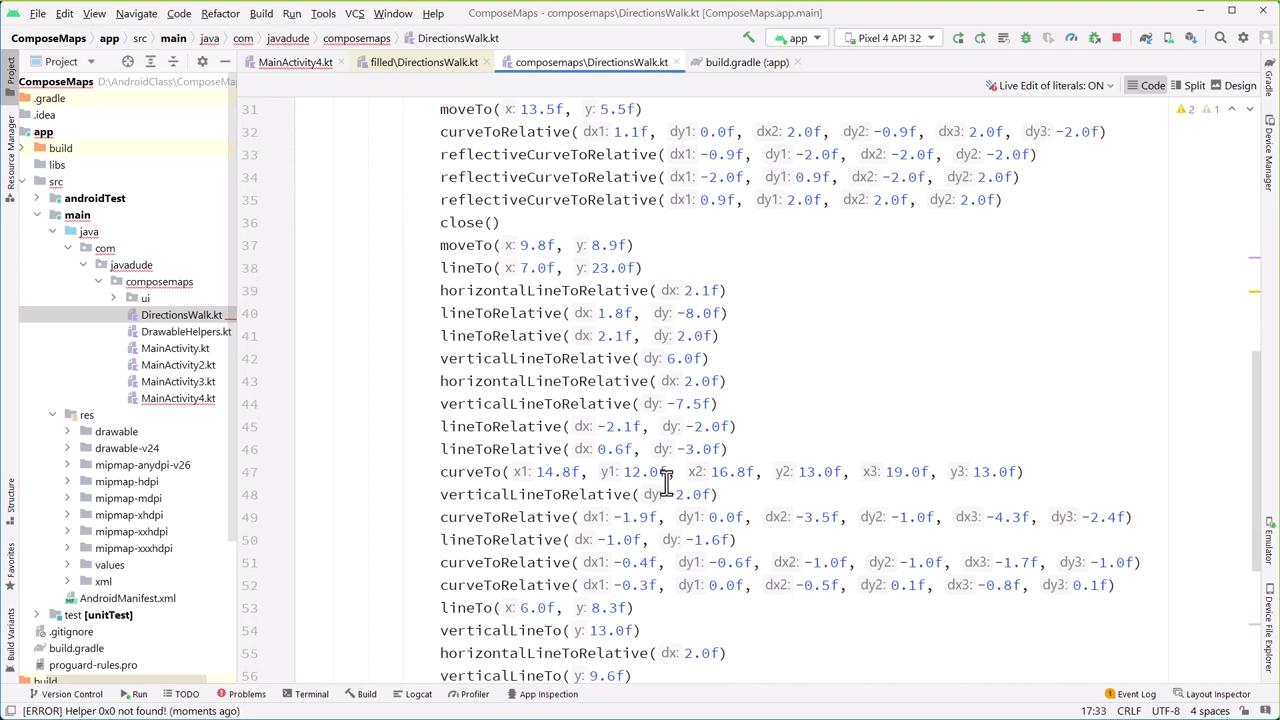 File Edit View Navigate Code Refactor Build Run Tools VCS Window Help ComposeMaps - composemaps\DirectionsWalk.kt [ComposeMaps.app.main]
ComposeMaps app src main java com javadude composemaps DirectionsWalk.kt app Pixel 4 API 32
Project MainActivity4.kt filled\DirectionsWalk.kt composemaps\DirectionsWalk.kt build.gradle (:app)
Live Edit of literals: ON Code Split Design
2 1
Project
Resource Manager
Structure
Favorites
Build Variants
ComposeMaps D:\AndroidClass\ComposeMa
.gradle
.idea
app
build
libs
src
androidTest
main
java
com
javadude
composemaps
ui
DirectionsWalk.kt
DrawableHelpers.kt
MainActivity.kt
MainActivity2.kt
MainActivity3.kt
MainActivity4.kt
res
drawable
drawable-v24
mipmap-anydpi-v26
mipmap-hdpi
mipmap-mdpi
mipmap-xhdpi
mipmap-xxhdpi
mipmap-xxxhdpi
values
xml
AndroidManifest.xml
test [unitTest]
.gitignore
build.gradle
proguard-rules.pro
build
31 moveTo( x: 13.5f, y: 5.5f)
32 curveToRelative( dx1: 1.1f, dy1: 0.0f, dx2: 2.0f, dy2: -0.9f, dx3: 2.0f, dy3: -2.0f)
33 reflectiveCurveToRelative( dx1: -0.9f, dy1: -2.0f, dx2: -2.0f, dy2: -2.0f)
34 reflectiveCurveToRelative( dx1: -2.0f, dy1: 0.9f, dx2: -2.0f, dy2: 2.0f)
35 reflectiveCurveToRelative( dx1: 0.9f, dy1: 2.0f, dx2: 2.0f, dy2: 2.0f)
36 close()
37 moveTo( x: 9.8f, y: 8.9f)
38 lineTo( x: 7.0f, y: 23.0f)
39 horizontalLineToRelative( dx: 2.1f)
40 lineToRelative( dx: 1.8f, dy: -8.0f)
41 lineToRelative( dx: 2.1f, dy: 2.0f)
42 verticalLineToRelative( dy: 6.0f)
43 horizontalLineToRelative( dx: 2.0f)
44 verticalLineToRelative( dy: -7.5f)
45 lineToRelative( dx: -2.1f, dy: -2.0f)
46 lineToRelative( dx: 0.6f, dy: -3.0f)
47 curveTo( x1: 14.8f, y1: 12.0f, x2: 16.8f, y2: 13.0f, x3: 19.0f, y3: 13.0f)
48 verticalLineToRelative( dy: -2.0f)
49 curveToRelative( dx1: -1.9f, dy1: 0.0f, dx2: -3.5f, dy2: -1.0f, dx3: -4.3f, dy3: -2.4f)
50 lineToRelative( dx: -1.0f, dy: -1.6f)
51 curveToRelative( dx1: -0.4f, dy1: -0.6f, dx2: -1.0f, dy2: -1.0f, dx3: -1.7f, dy3: -1.0f)
52 curveToRelative( dx1: -0.3f, dy1: 0.0f, dx2: -0.5f, dy2: 0.1f, dx3: -0.8f, dy3: 0.1f)
53 lineTo( x: 6.0f, y: 8.3f)
54 verticalLineTo( y: 13.0f)
55 horizontalLineToRelative( dx: 2.0f)
56 verticalLineTo( y: 9.6f)
Gradle
Device Manager
Emulator
Device File Explorer
Version Control Run TODO Problems Terminal Build Logcat Profiler App Inspection Event Log Layout Inspector
[ERROR] Helper 0x0 not found! (moments ago) 17:33 CRLF UTF-8 4 spaces